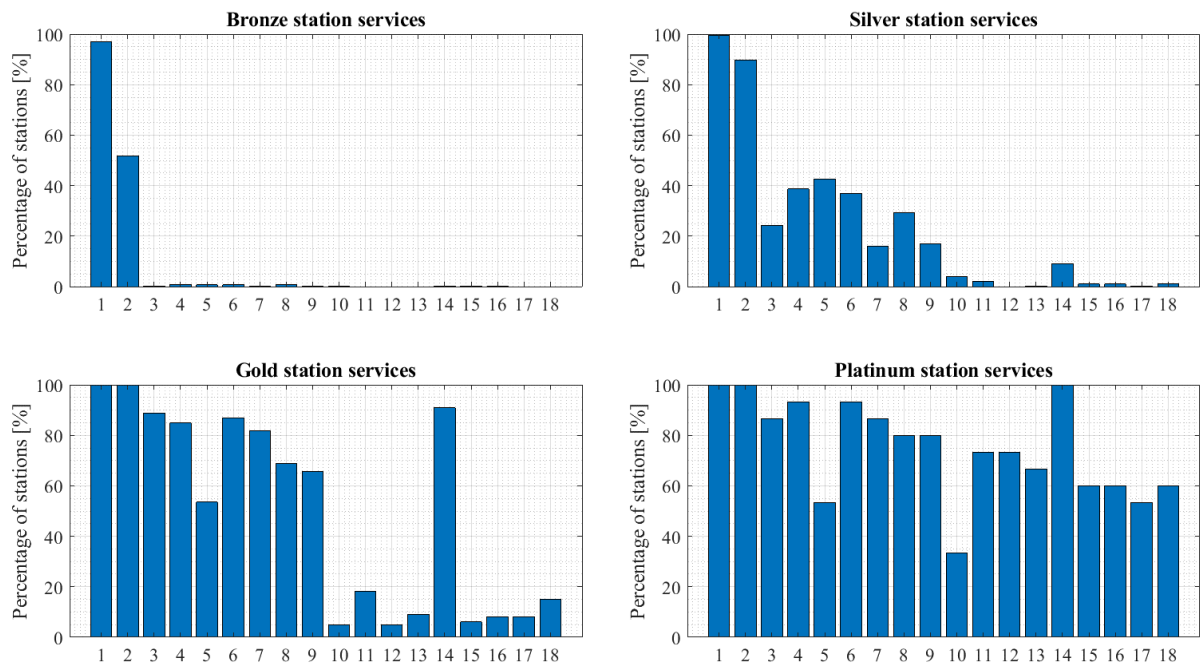 Bronze station services
Percentage of stations [%]
100
80
60
40
20
0
1 2 3 4 5 6 7 8 9 10 11 12 13 14 15 16 17 18
Silver station services
Percentage of stations [%]
100
80
60
40
20
0
1 2 3 4 5 6 7 8 9 10 11 12 13 14 15 16 17 18
Gold station services
Percentage of stations [%]
100
80
60
40
20
0
1 2 3 4 5 6 7 8 9 10 11 12 13 14 15 16 17 18
Platinum station services
Percentage of stations [%]
100
80
60
40
20
0
1 2 3 4 5 6 7 8 9 10 11 12 13 14 15 16 17 18